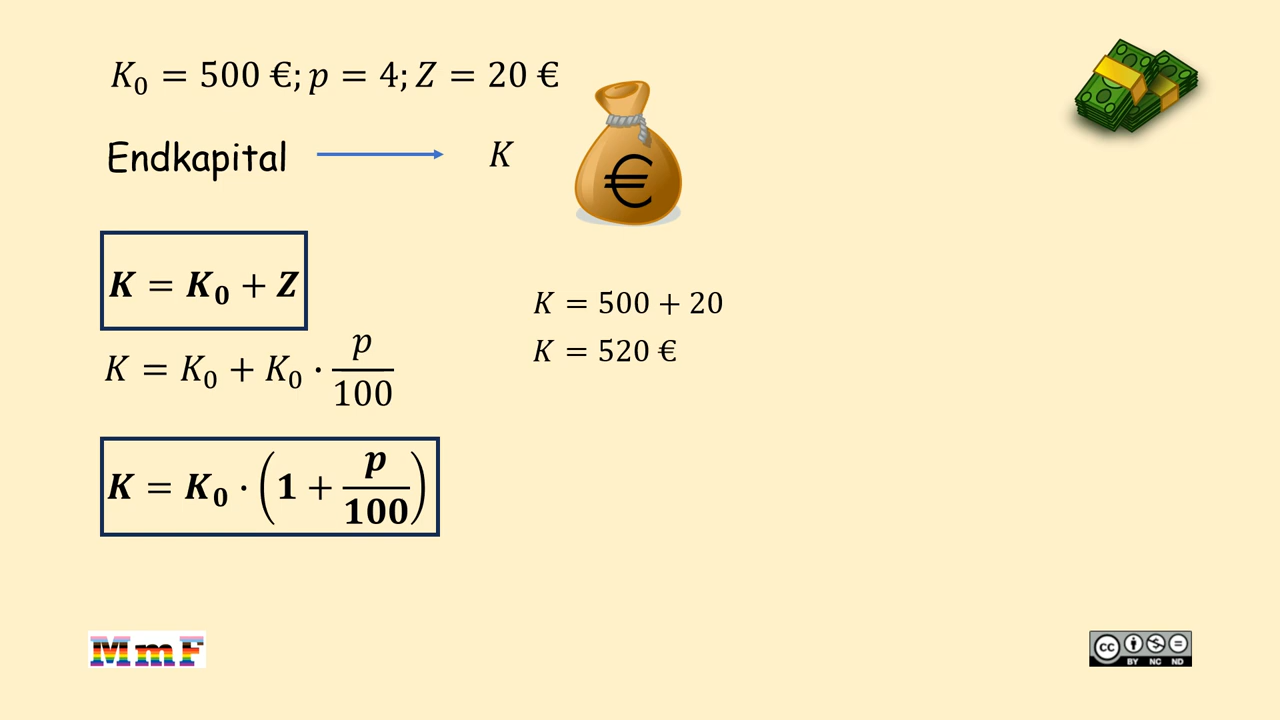 K₀ = 500 €; p = 4; Z = 20 €
Endkapital K
€
K = K₀ + Z
K = K₀ + K₀ · p/100
K = K₀ · (1 + p/100)
K = 500 + 20
K = 520 €
MmF
cc BY NC ND